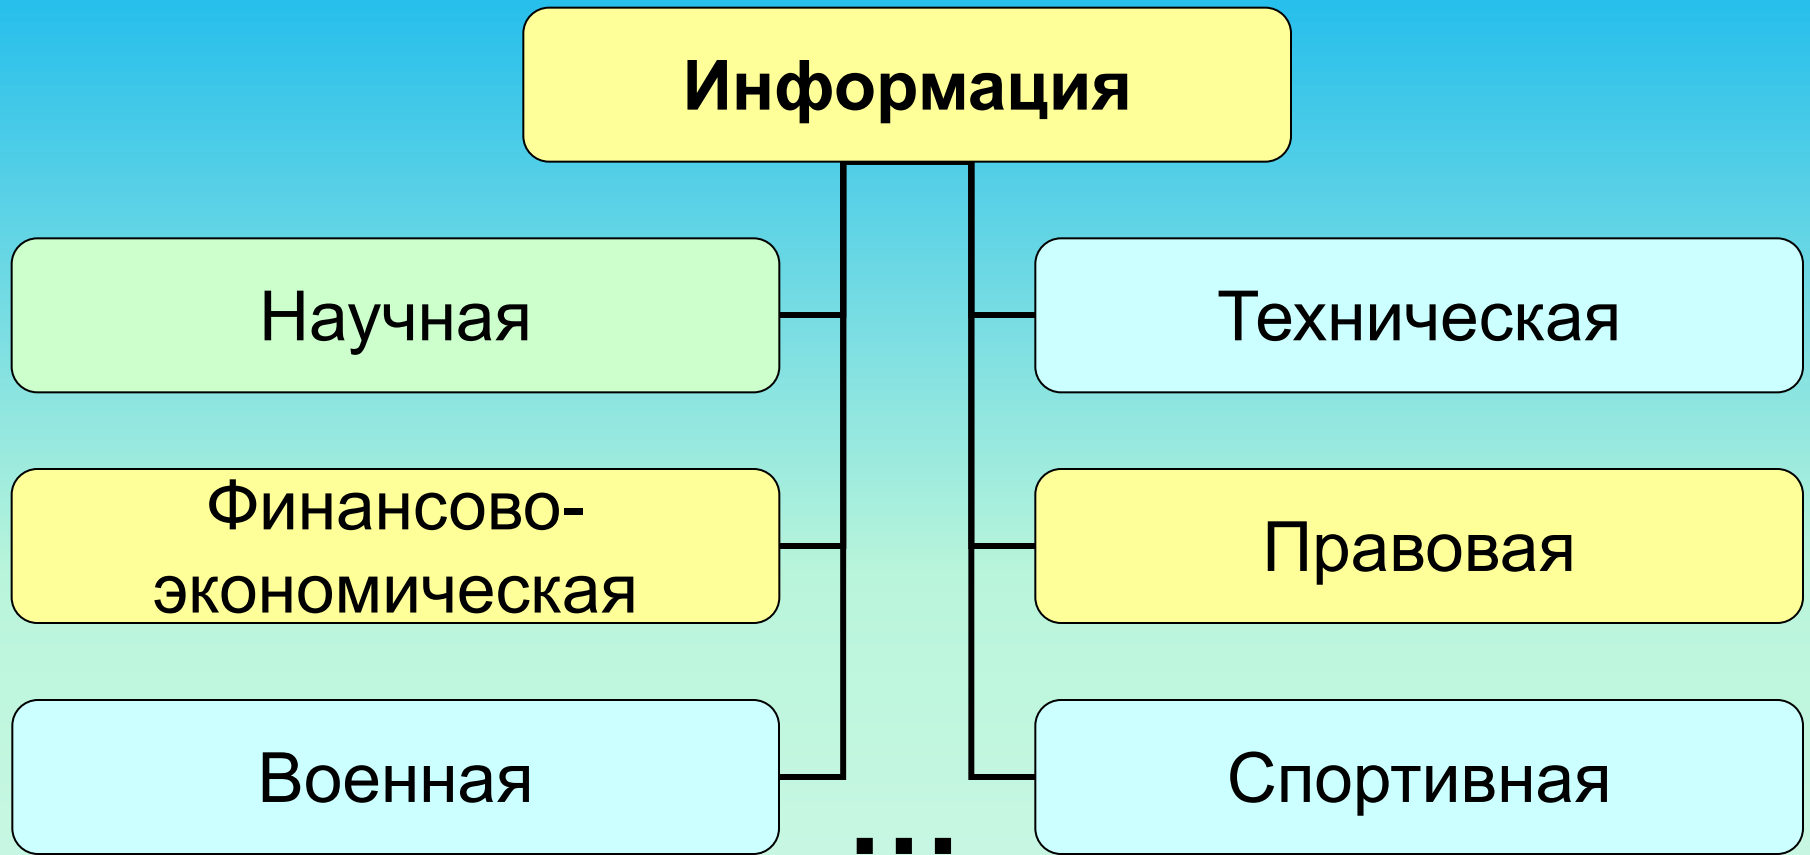 Информация
Научная
Техническая
Финансово-
экономическая
Правовая
Военная
Спортивная
...